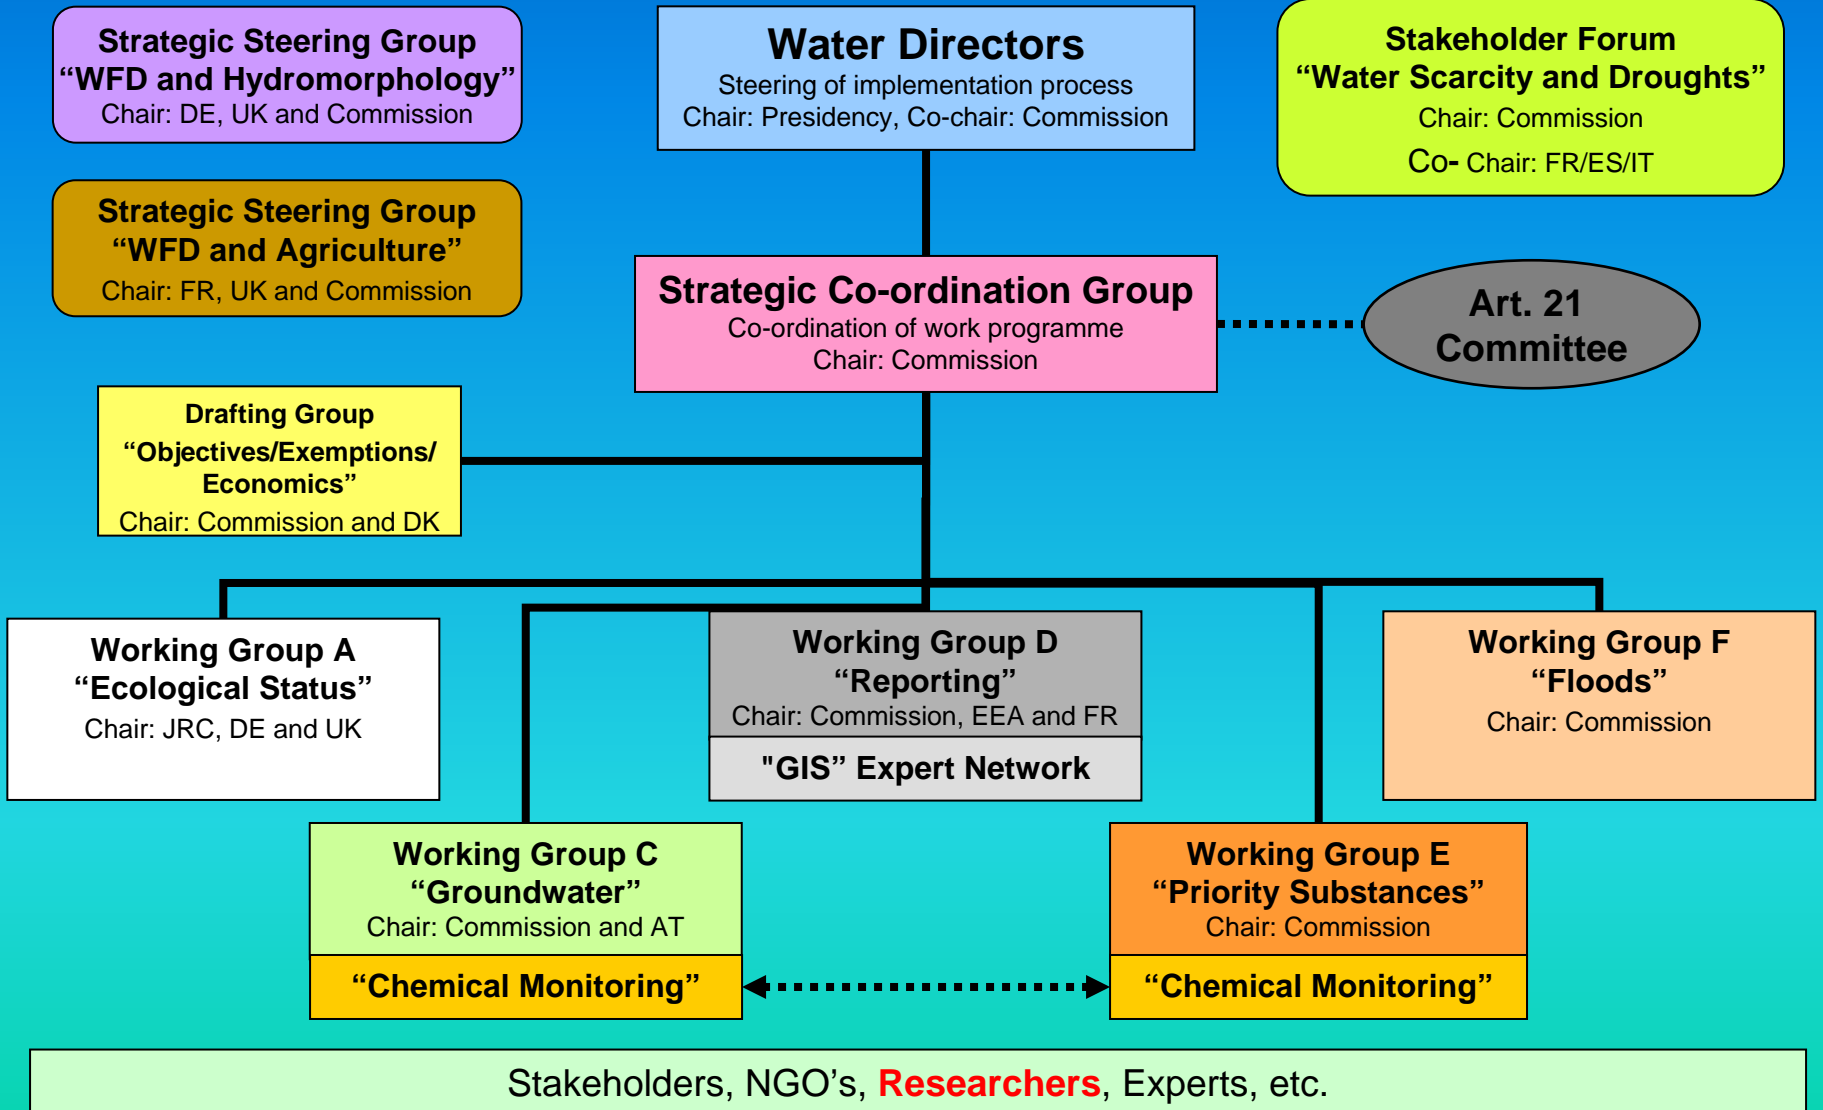 Strategic Steering Group
“WFD and Hydromorphology”
Chair: DE, UK and Commission
Water Directors
Steering of implementation process
Chair: Presidency, Co-chair: Commission
Stakeholder Forum
“Water Scarcity and Droughts”
Chair: Commission
Co- Chair: FR/ES/IT
Strategic Steering Group
“WFD and Agriculture”
Chair: FR, UK and Commission
Strategic Co-ordination Group
Co-ordination of work programme
Chair: Commission
Art. 21
Committee
Drafting Group
“Objectives/Exemptions/
Economics”
Chair: Commission and DK
Working Group A
“Ecological Status”
Chair: JRC, DE and UK
Working Group D
“Reporting”
Chair: Commission, EEA and FR
"GIS” Expert Network
Working Group F
“Floods”
Chair: Commission
Working Group C
“Groundwater”
Chair: Commission and AT
“Chemical Monitoring”
Working Group E
“Priority Substances”
Chair: Commission
“Chemical Monitoring”
Stakeholders, NGO’s, Researchers, Experts, etc.